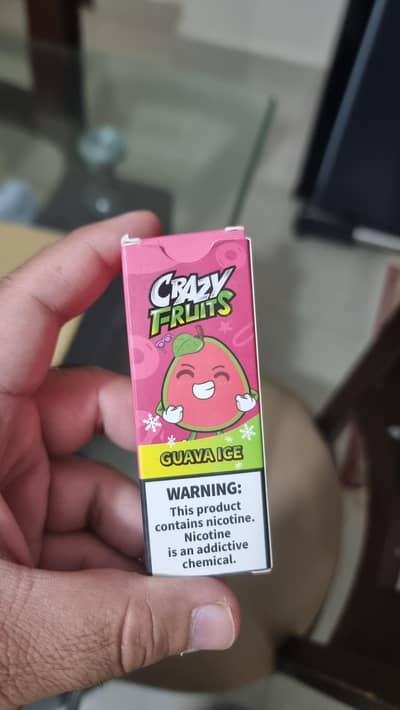 CRAZY
FRUITS
GUAVA ICE
WARNING:
This product
contains nicotine.
Nicotine
is an addictive
chemical.